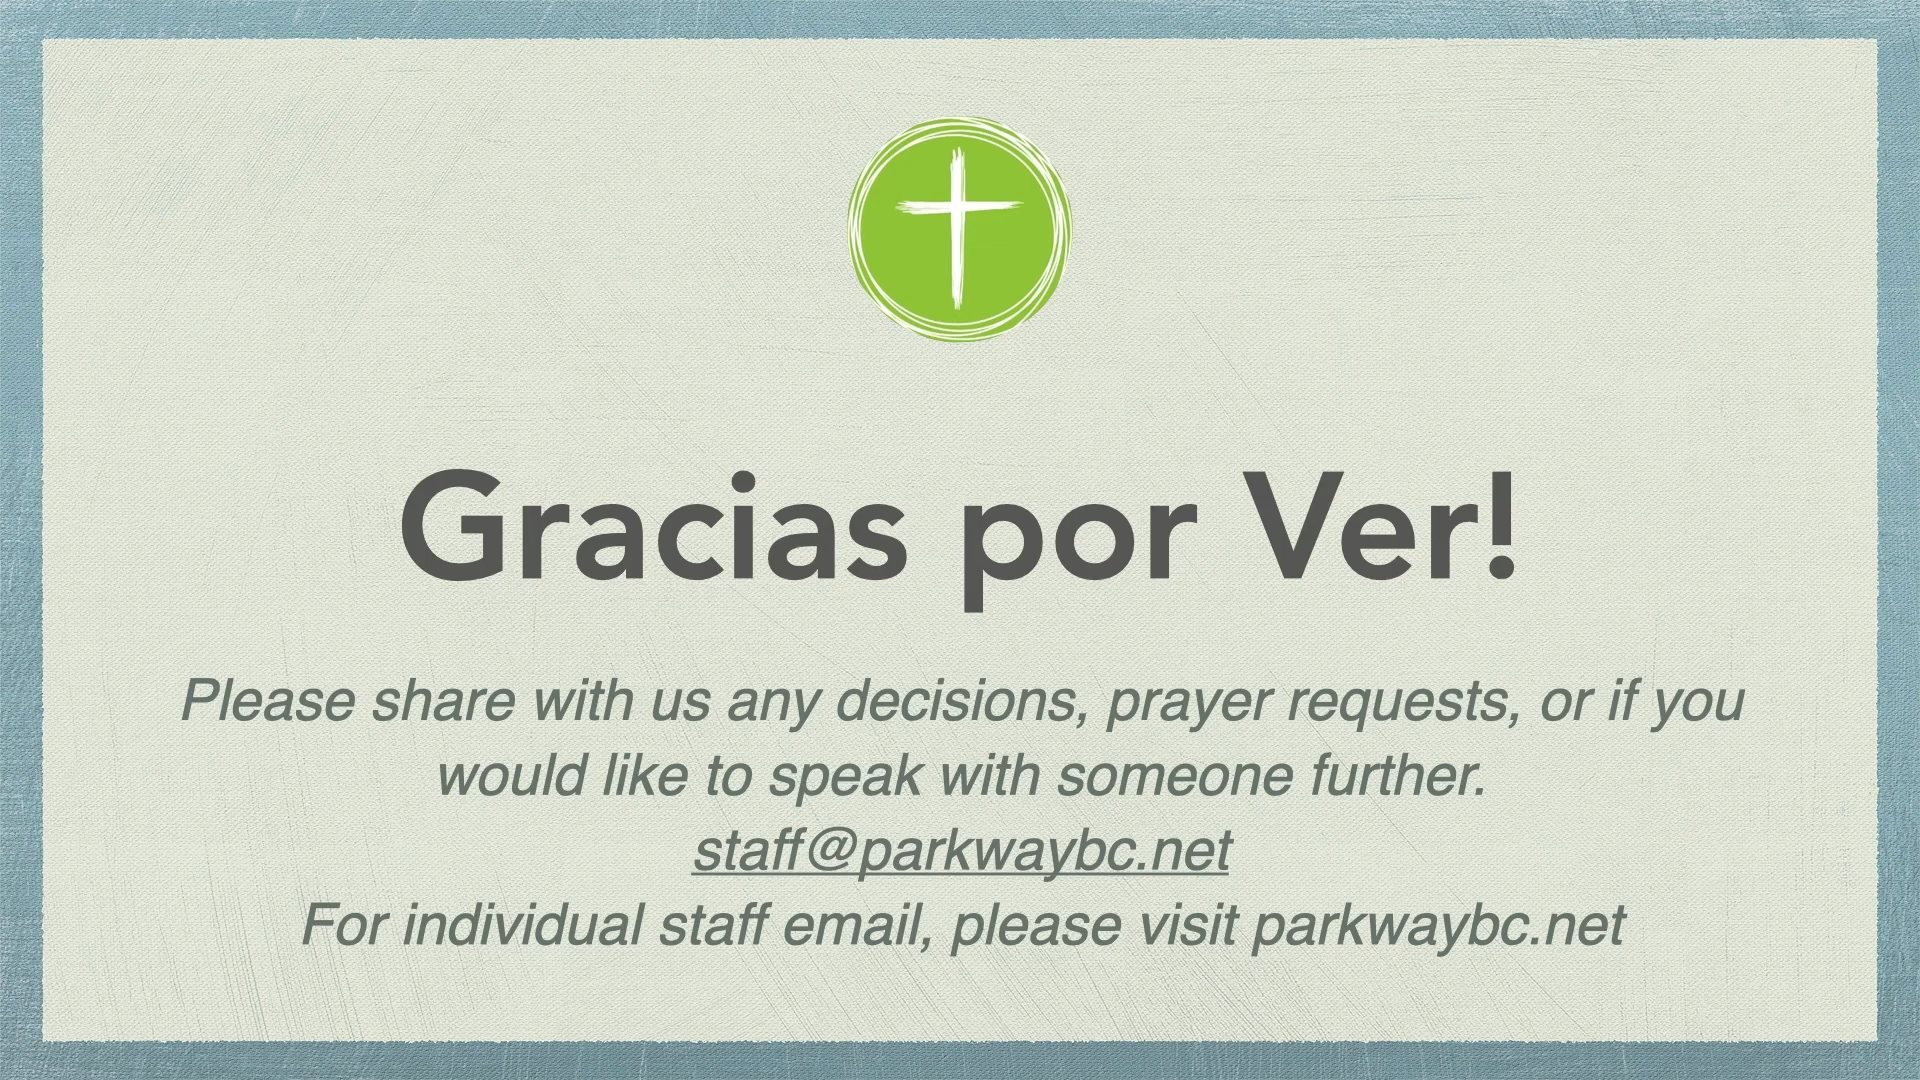 Gracias por Ver!
Please share with us any decisions, prayer requests, or if you
would like to speak with someone further.
staff@parkwaybc.net
For individual staff email, please visit parkwaybc.net